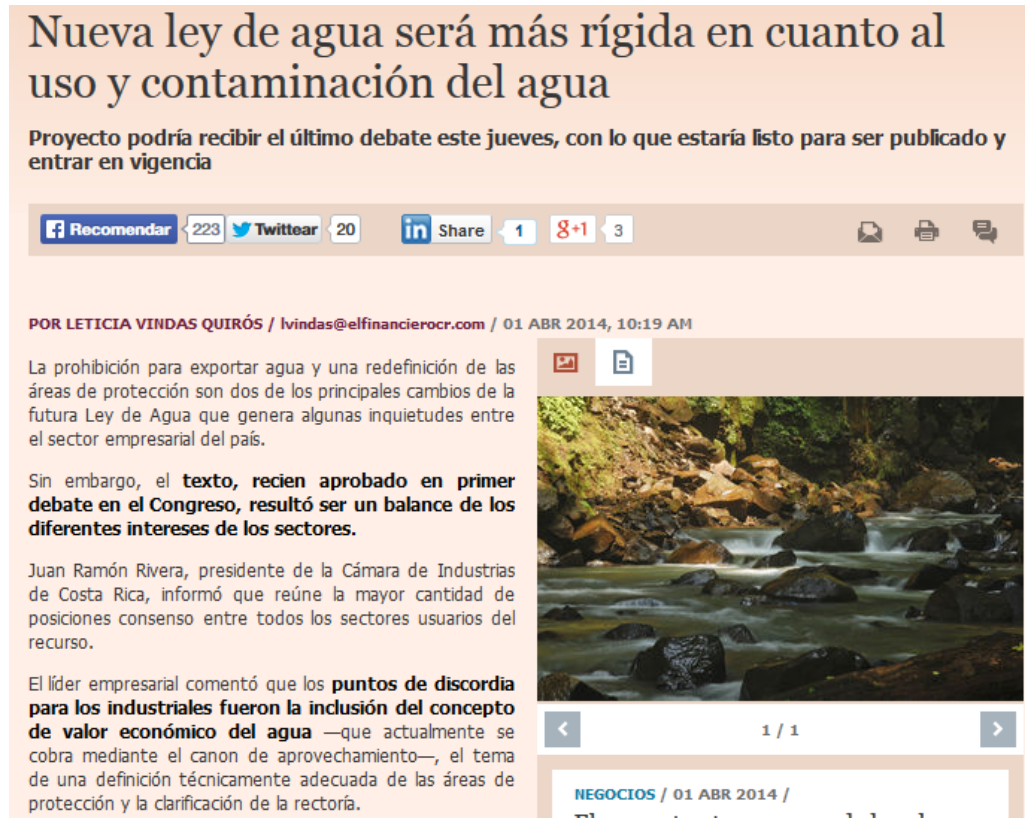 Nueva ley de agua será más rígida en cuanto al
uso y contaminación del agua
Proyecto podría recibir el último debate este jueves, con lo que estaría listo para ser publicado y
entrar en vigencia
Recomendar 223 Twittear 20 in Share 1 g+1 3
POR LETICIA VINDAS QUIRÓS / lvindas@elfinancierocr.com / 01 ABR 2014, 10:19 AM
La prohibición para exportar agua y una redefinición de las
áreas de protección son dos de los principales cambios de la
futura Ley de Agua que genera algunas inquietudes entre
el sector empresarial del país.
Sin embargo, el texto, recien aprobado en primer
debate en el Congreso, resultó ser un balance de los
diferentes intereses de los sectores.
Juan Ramón Rivera, presidente de la Cámara de Industrias
de Costa Rica, informó que reúne la mayor cantidad de
posiciones consenso entre todos los sectores usuarios del
recurso.
El líder empresarial comentó que los puntos de discordia
para los industriales fueron la inclusión del concepto
de valor económico del agua —que actualmente se
cobra mediante el canon de aprovechamiento—, el tema
de una definición técnicamente adecuada de las áreas de
protección y la clarificación de la rectoría.
1 / 1
NEGOCIOS / 01 ABR 2014 /